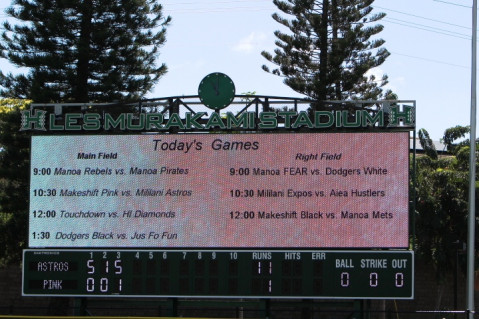 H LES MURAKAMI STADIUM H
Today's Games
Main Field Right Field
9:00 Manoa Rebels vs. Manoa Pirates 9:00 Manoa FEAR vs. Dodgers White
10:30 Makeshift Pink vs. Mililani Astros 10:30 Mililani Expos vs. Aiea Hustlers
12:00 Touchdown vs. HI Diamonds 12:00 Makeshift Black vs. Manoa Mets
1:30 Dodgers Black vs. Jus Fo Fun
1 2 3 4 5 6 7 8 9 10 RUNS HITS ERR BALL STRIKE OUT
ASTROS 5 1 5 11 0 0 0
PINK 0 0 1 1